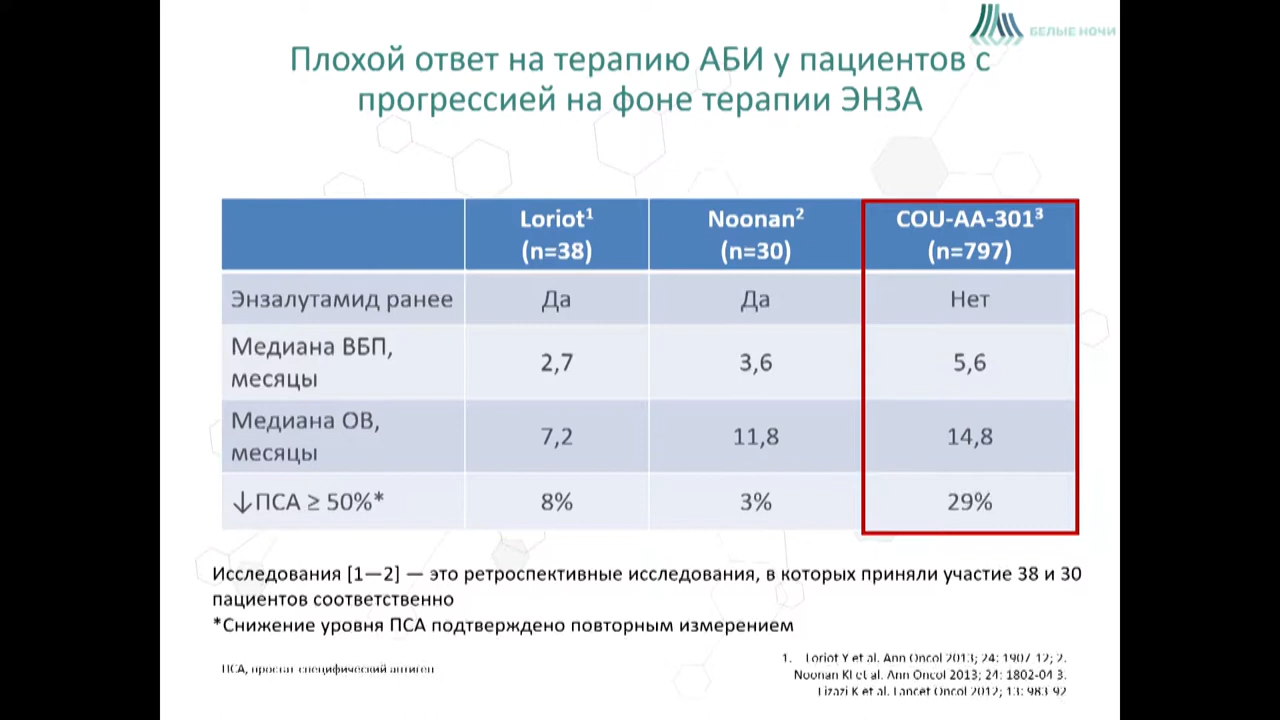 БЕЛЫЕ НОЧИ
Плохой ответ на терапию АБИ у пациентов с
прогрессией на фоне терапии ЭНЗА
Loriot¹ Noonan² COU-AA-301³
(n=38) (n=30) (n=797)
Энзалутамид ранее Да Да Нет
Медиана ВБП,
месяцы 2,7 3,6 5,6
Медиана ОВ,
месяцы 7,2 11,8 14,8
↓ПСА ≥ 50%* 8% 3% 29%
Исследования [1—2] — это ретроспективные исследования, в которых приняли участие 38 и 30
пациентов соответственно
*Снижение уровня ПСА подтверждено повторным измерением
ПСА, простат специфический антиген
1. Loriot Y et al. Ann Oncol 2013; 24: 1907-12; 2.
Noonan KI et al. Ann Oncol 2013; 24: 1802-04 3.
Fizazi K et al. Lancet Oncol 2012; 13: 983-92